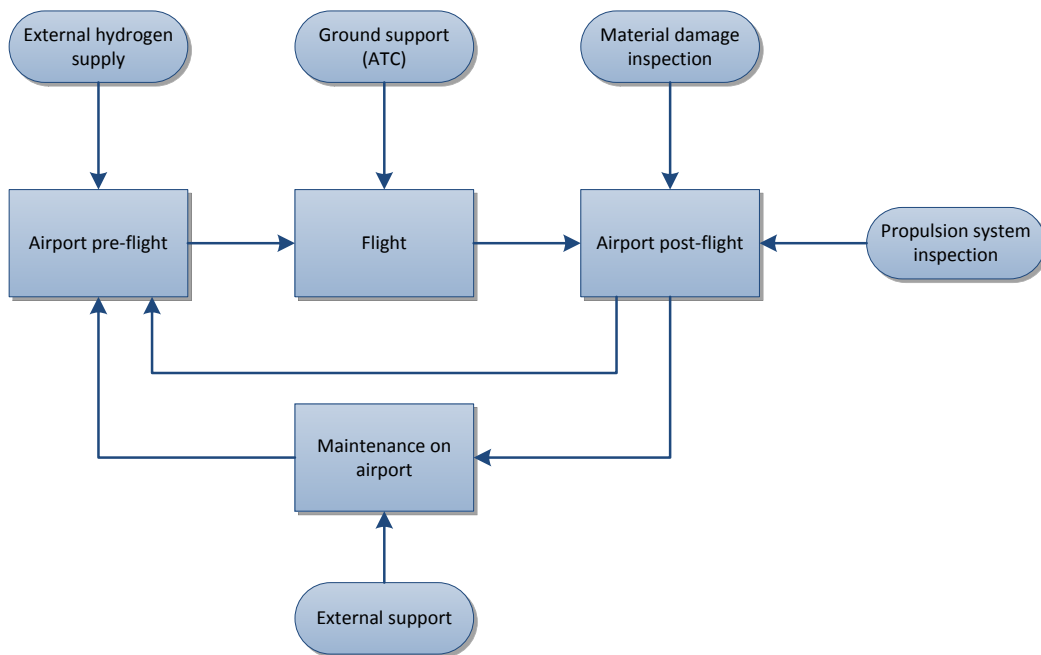 External hydrogen
supply
Ground support
(ATC)
Material damage
inspection
Airport pre-flight
Flight
Airport post-flight
Propulsion system
inspection
Maintenance on
airport
External support